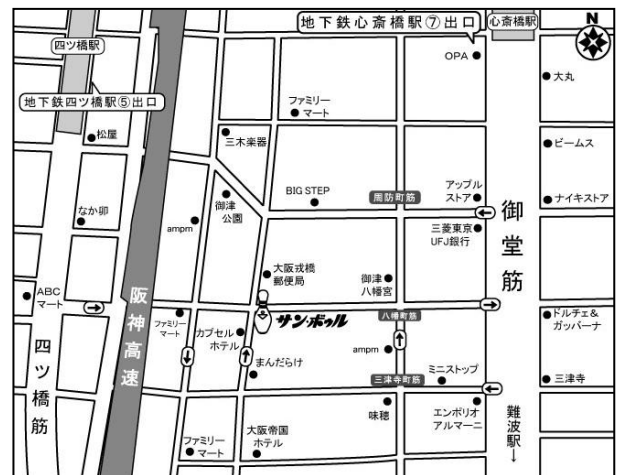 地下鉄心斎橋駅⑦出口
心斎橋駅
N
四ツ橋駅
OPA
大丸
地下鉄四ツ橋駅⑤出口
ファミリー
マート
松屋
三木楽器
ビームス
BIG STEP
周防町筋
アップル
ストア
ナイキストア
御津
公園
なか卯
ampm
御堂筋
三菱東京
UFJ銀行
大阪戎橋
郵便局
御津
八幡宮
ABC
マート
阪神高速
サン・ボウル
八幡町筋
ドルチェ&
ガッバーナ
ファミリー
マート
カプセル
ホテル
四ツ橋筋
まんだらけ
ampm
ミニストップ
三津寺町筋
三津寺
味穂
エンポリオ
アルマーニ
難波駅→
ファミリー
マート
大阪帝国
ホテル